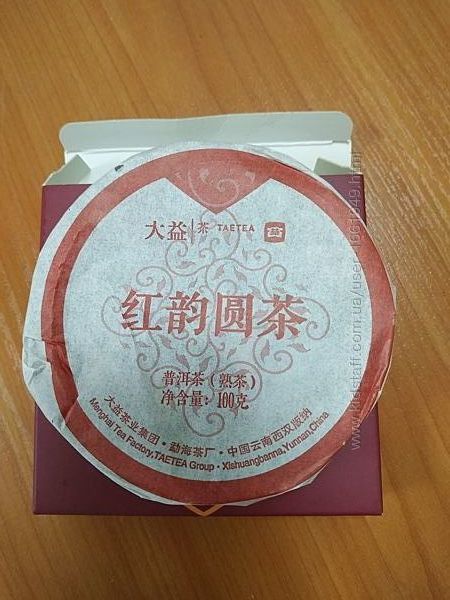 大益 茶 TAETEA 益
红韵圆茶
普洱茶(熟茶)
净含量: 100克
大益茶业集团·勐海茶厂·中国云南西双版纳
Menghai Tea Factory,TAETEA Group·Xishuangbanna,Yunnan,China